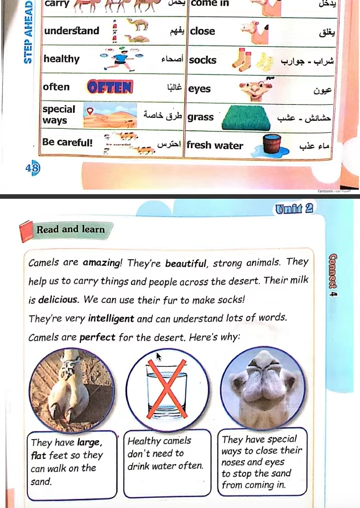 STEP AHEAD
carry يحمل come in يدخل
understand يفهم close يغلق
healthy أصحاء socks شراب - جوارب
often OFTEN غالبًا eyes عيون
special ways طرق خاصة grass حشائش - عشب
Be careful! احترس fresh water ماء عذب
48
Unit 2
Connect 4
Read and learn
Camels are amazing! They're beautiful, strong animals. They
help us to carry things and people across the desert. Their milk
is delicious. We can use their fur to make socks!
They're very intelligent and can understand lots of words.
Camels are perfect for the desert. Here's why:
They have large,
flat feet so they
can walk on the
sand.
Healthy camels
don't need to
drink water often.
They have special
ways to close their
noses and eyes
to stop the sand
from coming in.